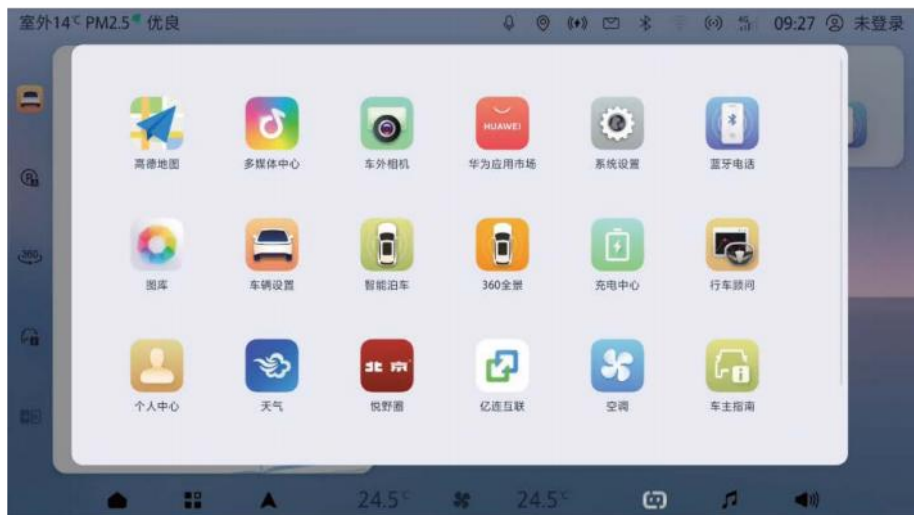 室外14℃ PM2.5 优良
4G 09:27 未登录
高德地图 多媒体中心 车外相机 HUAWEI 华为应用市场 系统设置 蓝牙电话
图库 车辆设置 智能泊车 360全景 充电中心 行车顾问
个人中心 天气 北京 悦野圈 亿连互联 空调 车主指南
360
24.5℃ 24.5℃